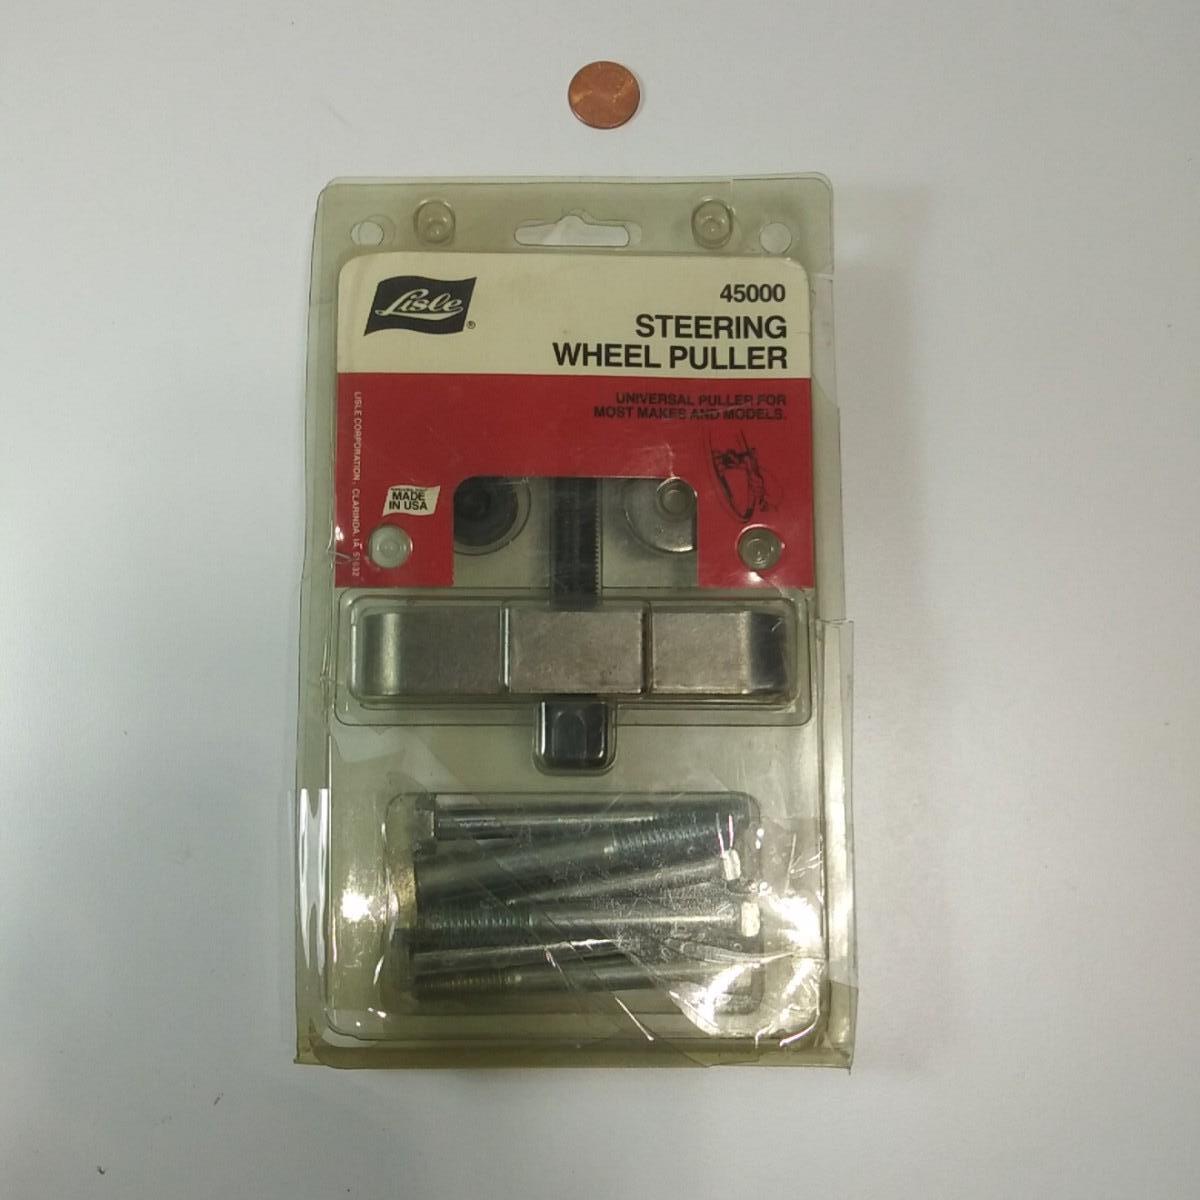 Lisle ®
45000
STEERING
WHEEL PULLER
UNIVERSAL PULLER FOR
MOST MAKES AND MODELS.
LISLE CORPORATION, CLARINDA, IA 51632
MADE
IN USA